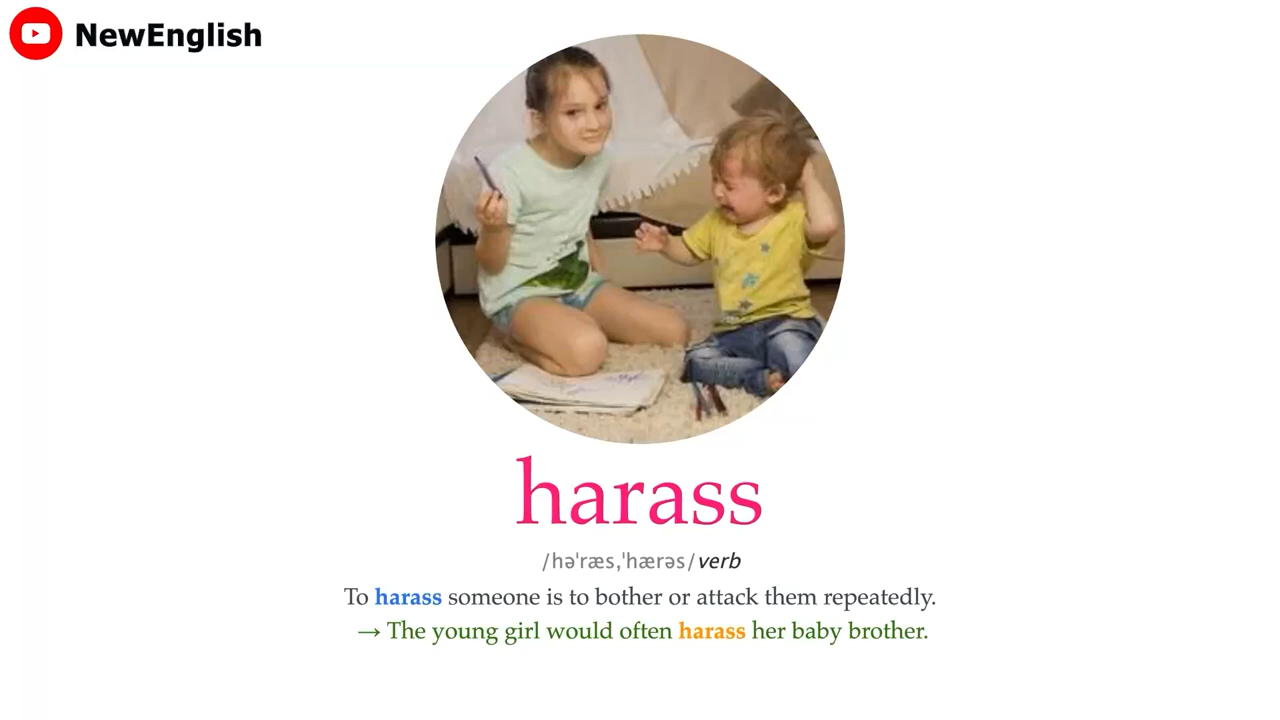 NewEnglish
harass
/həˈræs,ˈhærəs/verb
To harass someone is to bother or attack them repeatedly.
→ The young girl would often harass her baby brother.